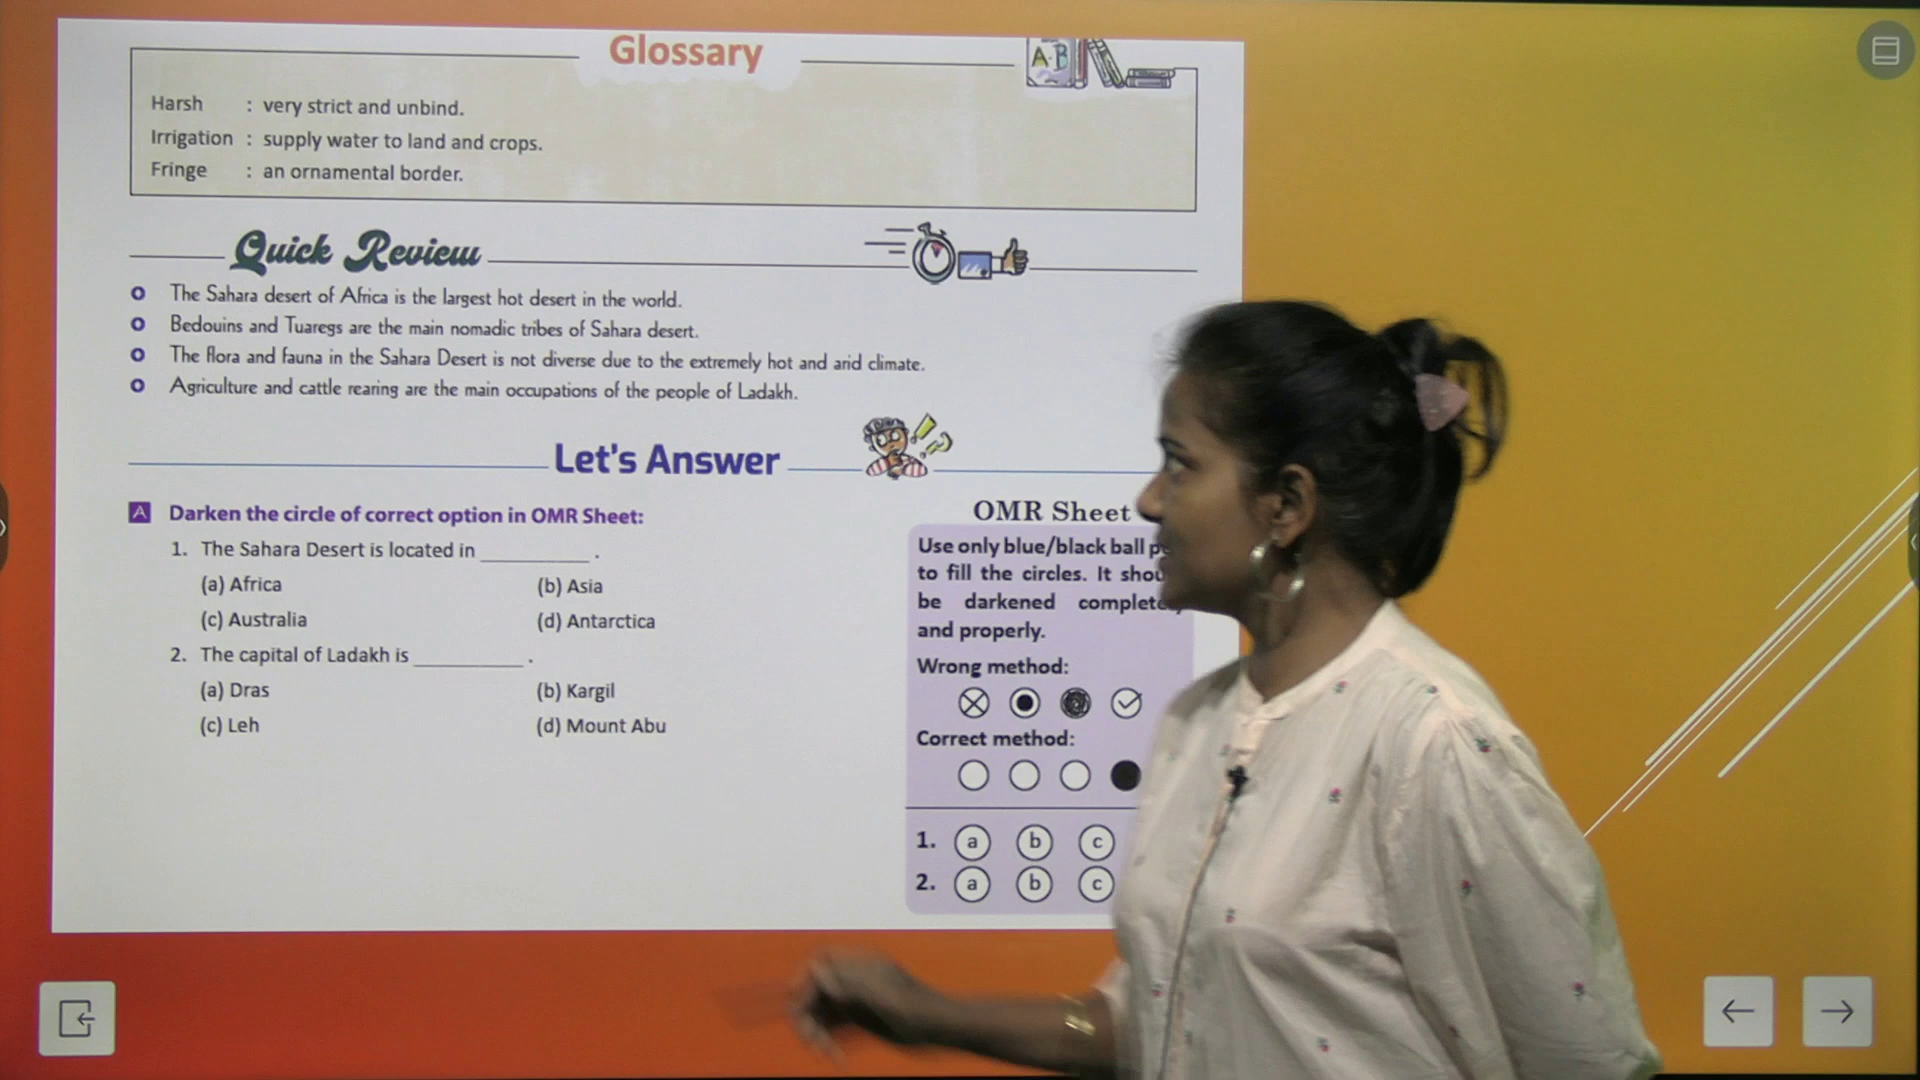 Glossary
A B
Harsh : very strict and unbind.
Irrigation : supply water to land and crops.
Fringe : an ornamental border.
Quick Review
The Sahara desert of Africa is the largest hot desert in the world.
Bedouins and Tuaregs are the main nomadic tribes of Sahara desert.
The flora and fauna in the Sahara Desert is not diverse due to the extremely hot and arid climate.
Agriculture and cattle rearing are the main occupations of the people of Ladakh.
Let's Answer
A Darken the circle of correct option in OMR Sheet:
1. The Sahara Desert is located in __________ .
(a) Africa (b) Asia
(c) Australia (d) Antarctica
2. The capital of Ladakh is __________ .
(a) Dras (b) Kargil
(c) Leh (d) Mount Abu
OMR Sheet
Use only blue/black ball
to fill the circles. It
be darkened
and properly.
Wrong method:
Correct method:
1. a b c
2. a b c